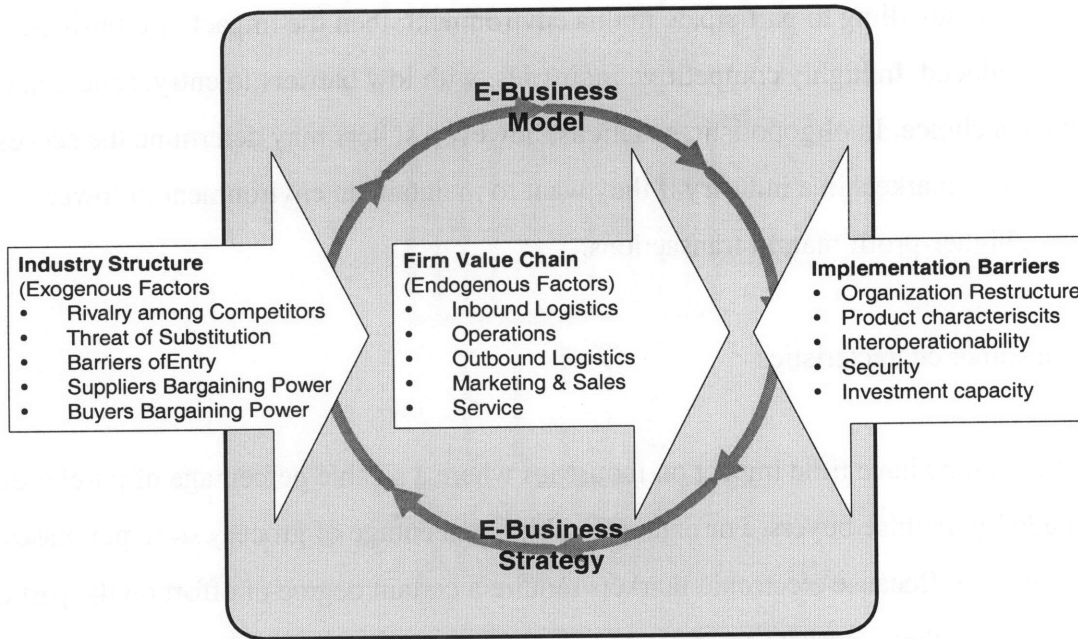 E-Business
Model
Industry Structure
(Exogenous Factors
• Rivalry among Competitors
• Threat of Substitution
• Barriers ofEntry
• Suppliers Bargaining Power
• Buyers Bargaining Power
Firm Value Chain
(Endogenous Factors)
• Inbound Logistics
• Operations
• Outbound Logistics
• Marketing & Sales
• Service
Implementation Barriers
• Organization Restructure
• Product characteriscits
• Interoperationability
• Security
• Investment capacity
E-Business
Strategy